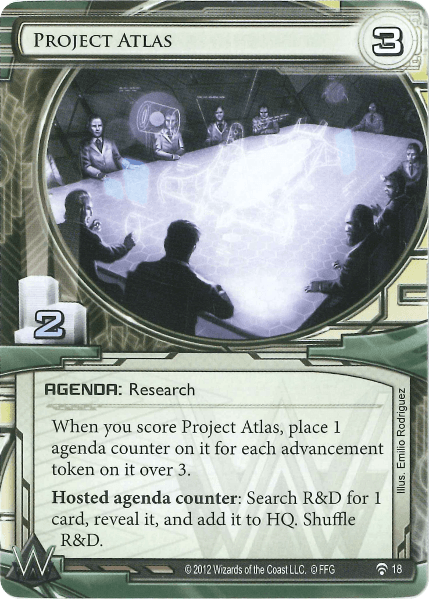 PROJECT ATLAS
3
2
AGENDA: Research
When you score Project Atlas, place 1
agenda counter on it for each advancement
token on it over 3.
Hosted agenda counter: Search R&D for 1
card, reveal it, and add it to HQ. Shuffle
R&D.
Illus. Emilio Rodriguez
© 2012 Wizards of the Coast LLC. © FFG
18